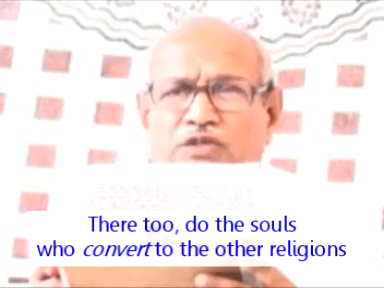 There too, do the souls
who convert to the other religions